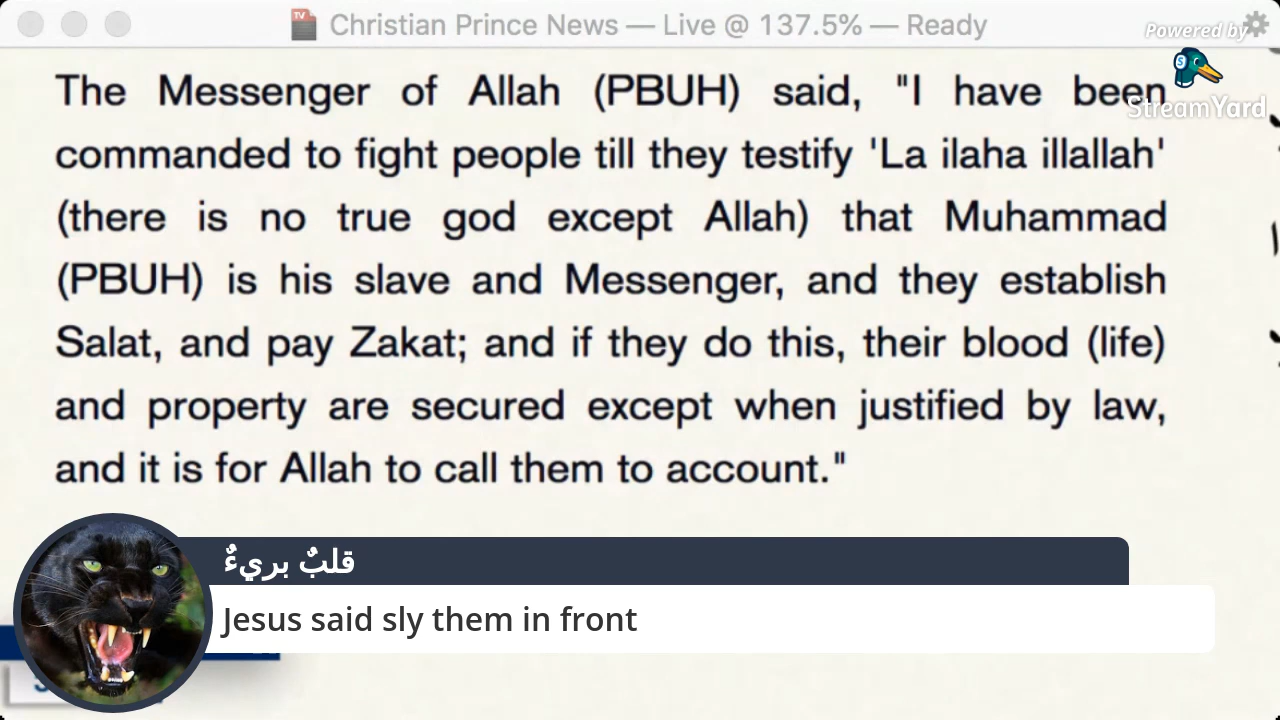 Christian Prince News — Live @ 137.5% — Ready
Powered by
StreamYard
The Messenger of Allah (PBUH) said, "I have been
commanded to fight people till they testify 'La ilaha illallah'
(there is no true god except Allah) that Muhammad
(PBUH) is his slave and Messenger, and they establish
Salat, and pay Zakat; and if they do this, their blood (life)
and property are secured except when justified by law,
and it is for Allah to call them to account."
قلبٌ بريءٌ
Jesus said sly them in front